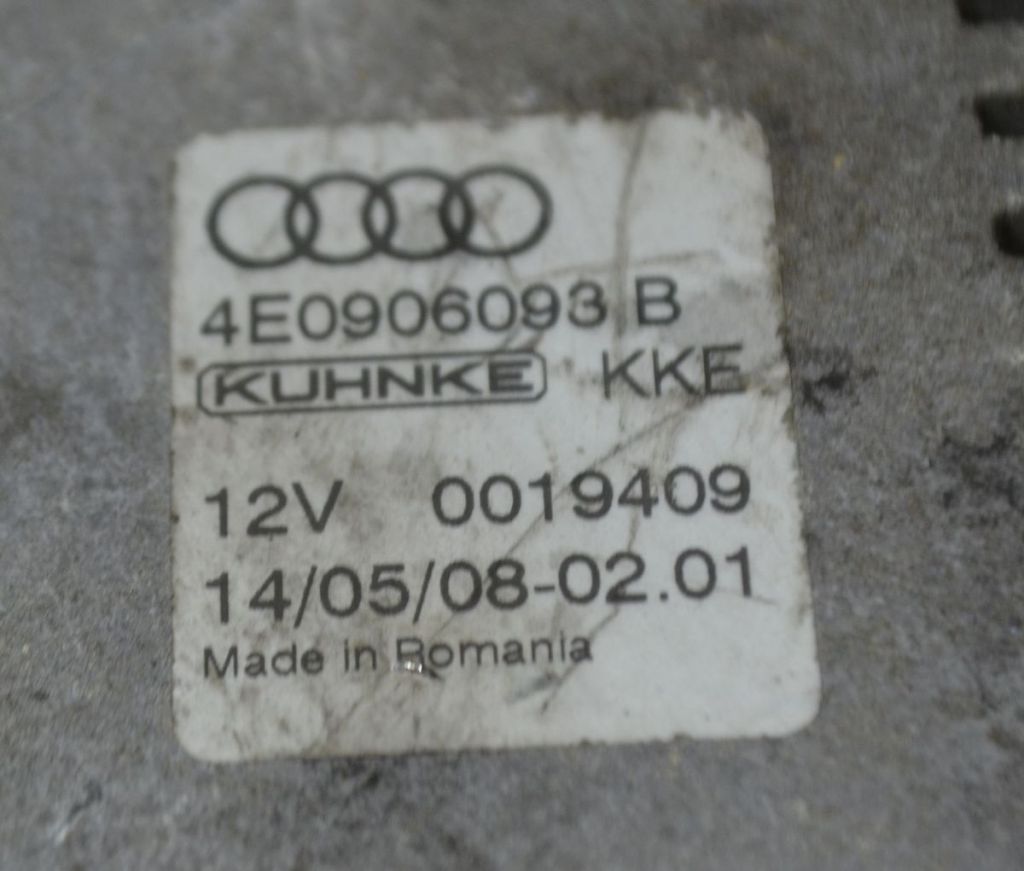 4E0906093 B
KUHNKE KKE
12V 0019409
14/05/08-02.01
Made in Romania